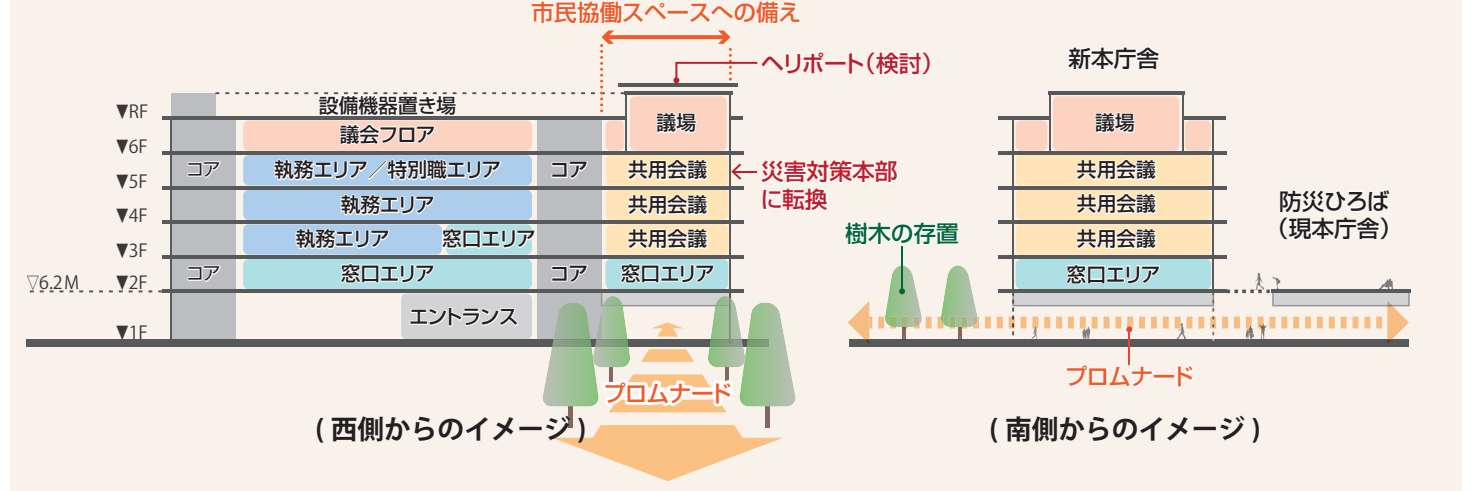 市民協働スペースへの備え
ヘリポート(検討)
新本庁舎
▼RF
設備機器置き場
議場
議場
▼6F
議会フロア
▼5F
コア
執務エリア／特別職エリア
コア
共用会議
災害対策本部
に転換
共用会議
▼4F
執務エリア
共用会議
共用会議
防災ひろば
(現本庁舎)
▼3F
執務エリア
窓口エリア
共用会議
樹木の存置
共用会議
▽6.2M
▼2F
コア
窓口エリア
コア
窓口エリア
窓口エリア
▼1F
エントランス
プロムナード
プロムナード
(西側からのイメージ)
(南側からのイメージ)